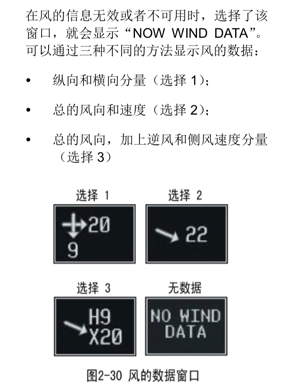 在风的信息无效或者不可用时，选择了该
窗口，就会显示“NOW WIND DATA”。
可以通过三种不同的方法显示风的数据：
• 纵向和横向分量（选择 1）；
• 总的风向和速度（选择 2）；
• 总的风向，加上逆风和侧风速度分量
（选择 3）
选择 1 选择 2
20
9
22
选择 3 无数据
H9
X20
NO WIND
DATA
图2-30 风的数据窗口